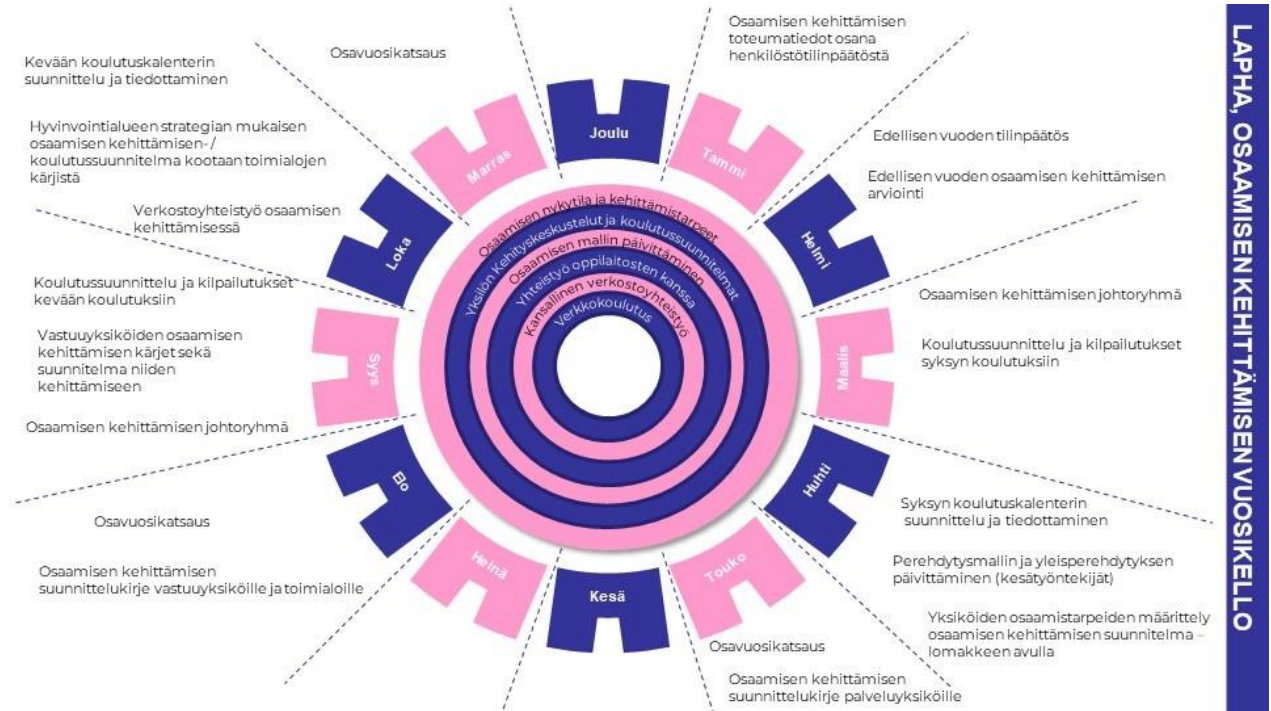 LAPHA, OSAAMISEN KEHITTÄMISEN VUOSIKELLO
Osaamisen kehittämisen
toteumatiedot osana
henkilöstötilinpäätöstä
Edellisen vuoden tilinpäätös
Edellisen vuoden osaamisen kehittämisen
arviointi
Osaamisen kehittämisen johtoryhmä
Koulutussuunnittelu ja kilpailutukset
syksyn koulutuksiin
Syksyn koulutuskalenterin
suunnittelu ja tiedottaminen
Perehdytysmallin ja yleisperehdytyksen
päivittäminen (kesätyöntekijät)
Yksiköiden osaamistarpeiden määrittely
osaamisen kehittämisen suunnitelma –
lomakkeen avulla
Osavuosikatsaus
Osaamisen kehittämisen
suunnittelukirje palveluyksiköille
Osavuosikatsaus
Osaamisen kehittämisen
suunnittelukirje vastuuyksiköille ja toimialoille
Koulutussuunnittelu ja kilpailutukset
kevään koulutuksiin
Vastuuyksiköiden osaamisen
kehittämisen kärjet sekä
suunnitelma niiden
kehittämiseen
Osaamisen kehittämisen johtoryhmä
Kevään koulutuskalenterin
suunnittelu ja tiedottaminen
Hyvinvointialueen strategian mukaisen
osaamisen kehittämisen-/
koulutussuunnitelma kootaan toimialojen
kärjistä
Verkostoyhteistyö osaamisen
kehittämisessä
Osavuosikatsaus
Joulu
Tammi
Helmi
Maalis
Huhti
Touko
Kesä
Heinä
Elo
Syys
Loka
Marras
Osaamisen nykytila ja kehittämistarpeet
Yksilön Kehityskeskustelut ja koulutussuunnitelmat
Osaamisen mallin päivittäminen
Yhteistyö oppilaitosten kanssa
Kansallinen verkostoyhteistyö
Verkkokoulutus